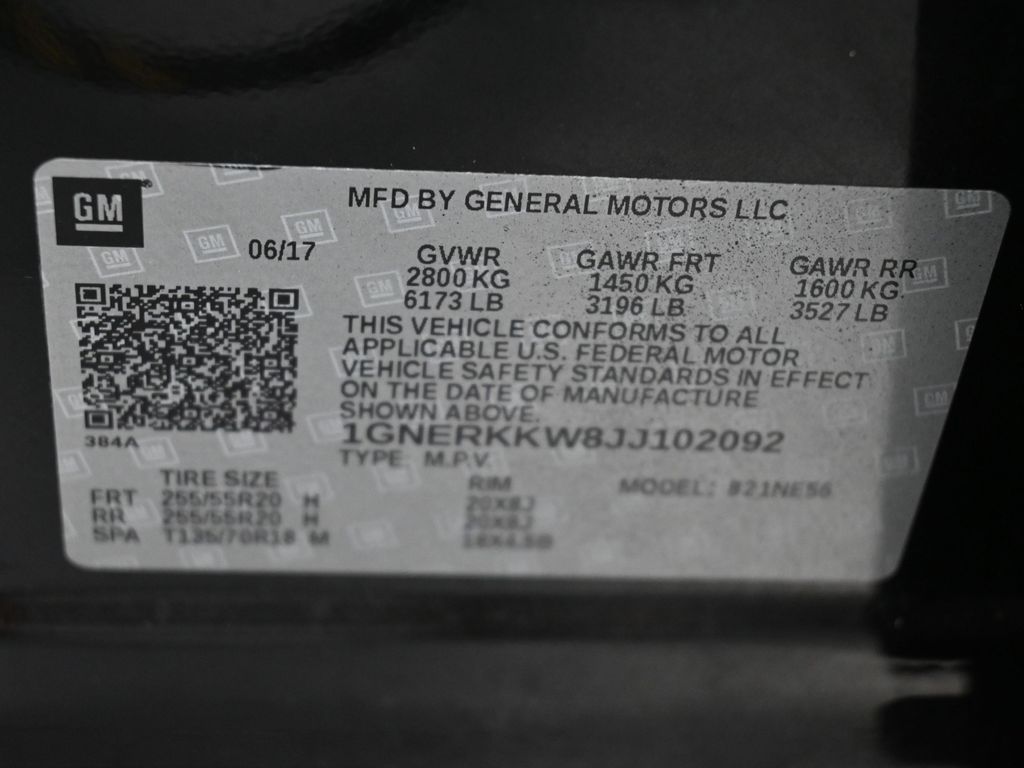 GM
MFD BY GENERAL MOTORS LLC
06/17
GVWR GAWR FRT GAWR RR
2800 KG 1450 KG 1600 KG
6173 LB 3196 LB 3527 LB
THIS VEHICLE CONFORMS TO ALL
APPLICABLE U.S. FEDERAL MOTOR
VEHICLE SAFETY STANDARDS IN EFFECT
ON THE DATE OF MANUFACTURE
SHOWN ABOVE.
384A
1GNERKKW8JJ102092
TYPE M.P.V.
TIRE SIZE RIM MODEL:
FRT 255/55R20 H 20X8J
RR 255/55R20 H 20X8J
SPA T135/70R18 M